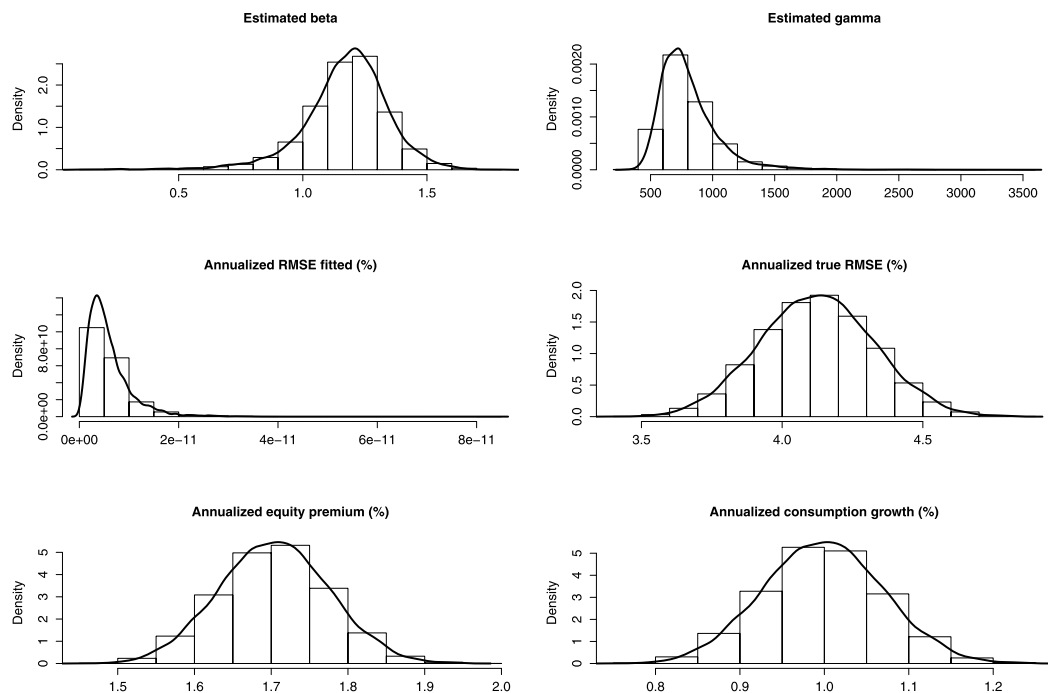 Estimated beta
Density
0.0 1.0 2.0
0.5 1.0 1.5
Estimated gamma
Density
0.0000 0.0010 0.0020
500 1000 1500 2000 2500 3000 3500
Annualized RMSE fitted (%)
Density
0.0e+00 8.0e+10
0e+00 2e−11 4e−11 6e−11 8e−11
Annualized true RMSE (%)
Density
0.0 0.5 1.0 1.5 2.0
3.5 4.0 4.5
Annualized equity premium (%)
Density
0 1 2 3 4 5
1.5 1.6 1.7 1.8 1.9 2.0
Annualized consumption growth (%)
Density
0 1 2 3 4 5
0.8 0.9 1.0 1.1 1.2